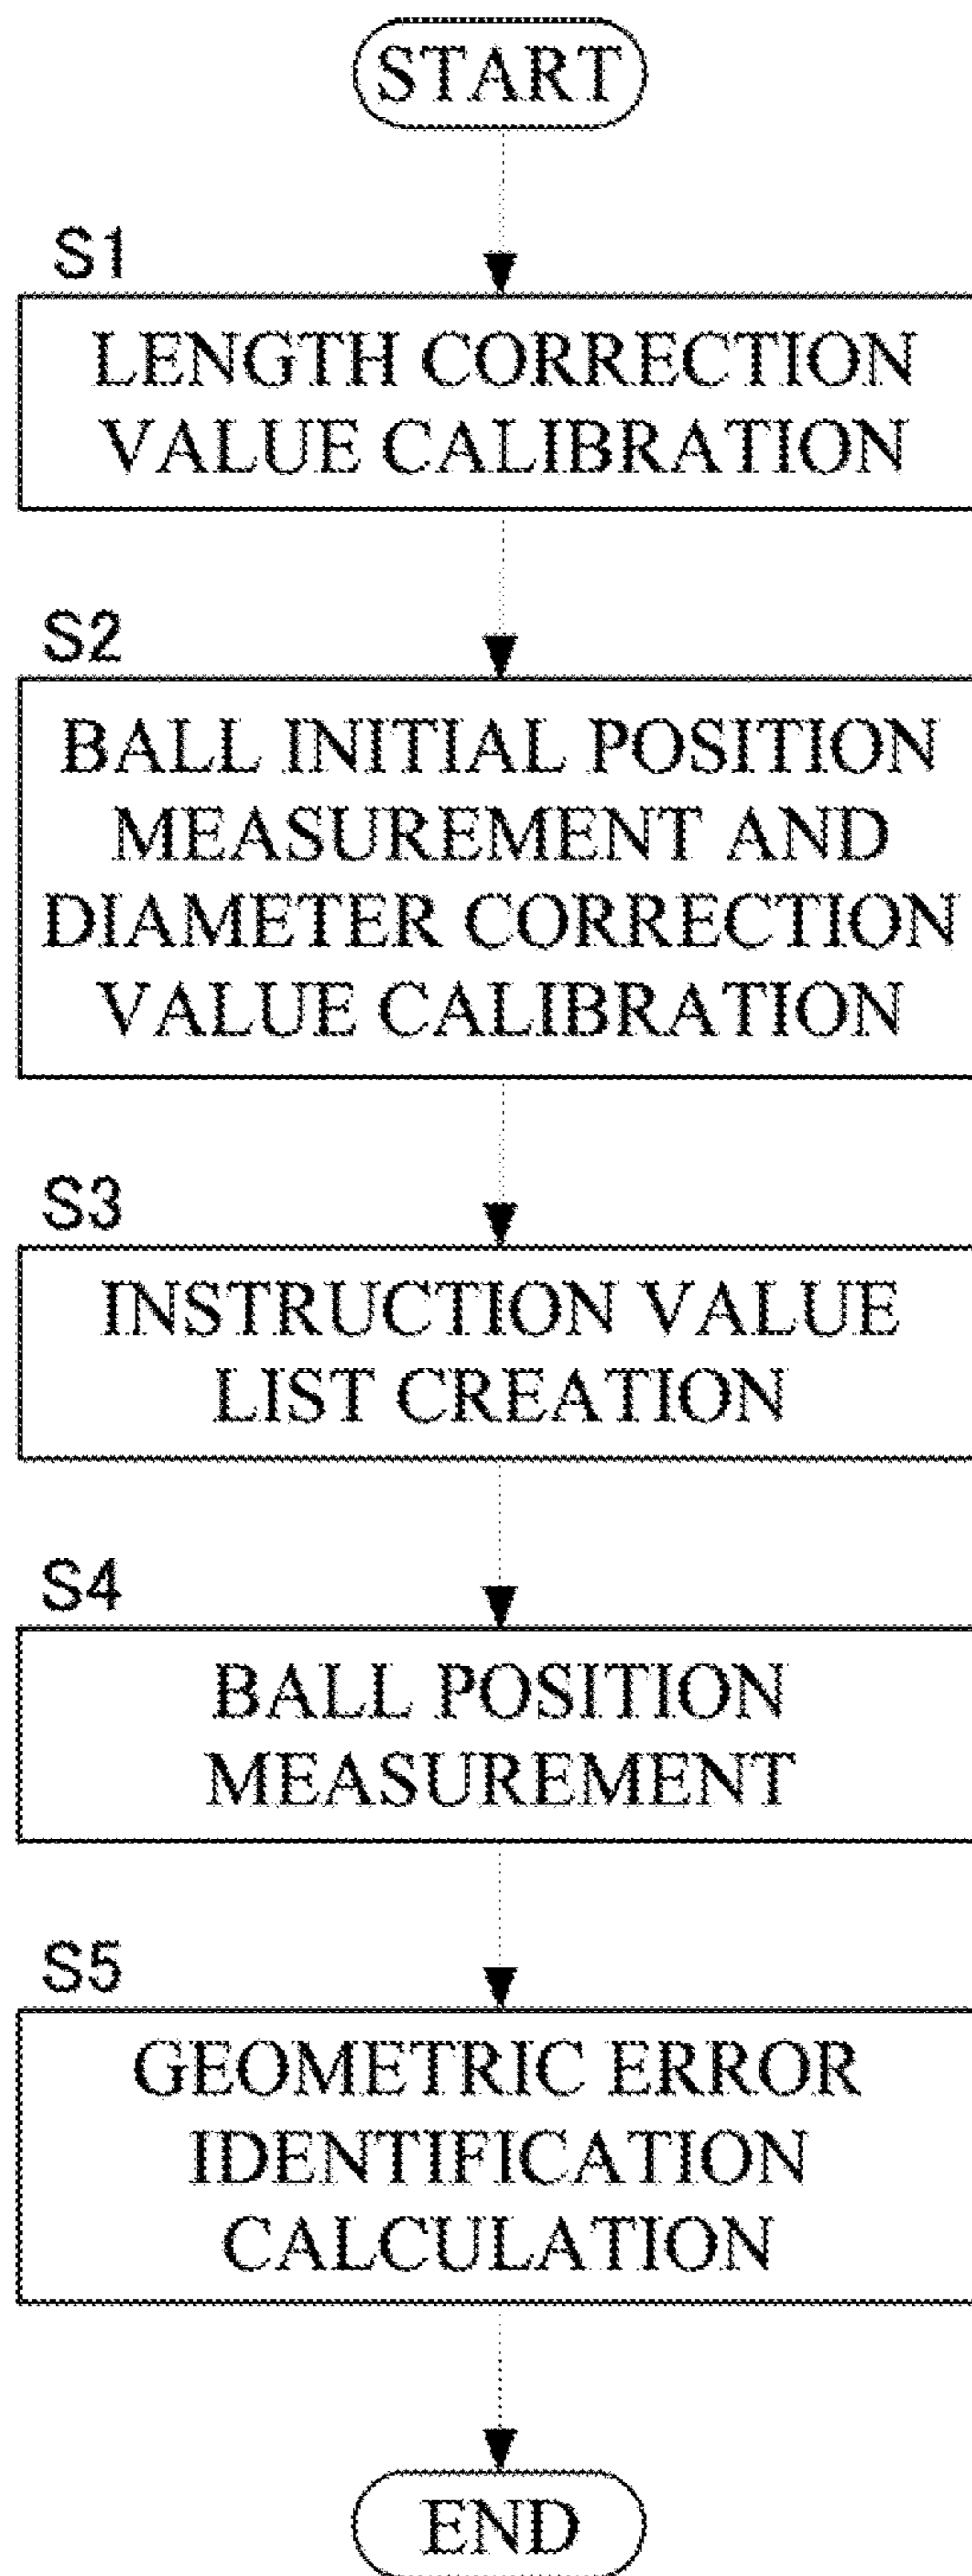 START
S1
LENGTH CORRECTION
VALUE CALIBRATION
S2
BALL INITIAL POSITION
MEASUREMENT AND
DIAMETER CORRECTION
VALUE CALIBRATION
S3
INSTRUCTION VALUE
LIST CREATION
S4
BALL POSITION
MEASUREMENT
S5
GEOMETRIC ERROR
IDENTIFICATION
CALCULATION
END